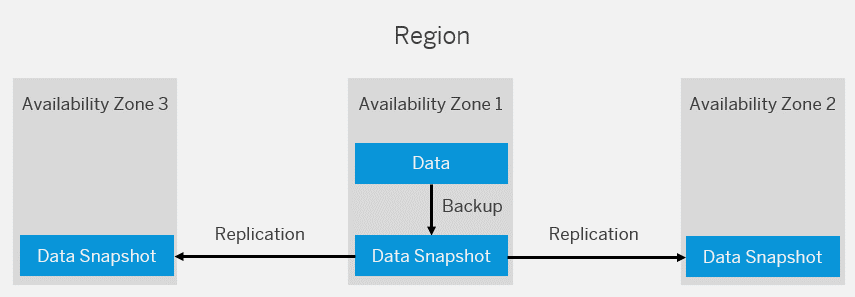 Region
Availability Zone 3
Availability Zone 1
Availability Zone 2
Data
Backup
Replication
Replication
Data Snapshot
Data Snapshot
Data Snapshot